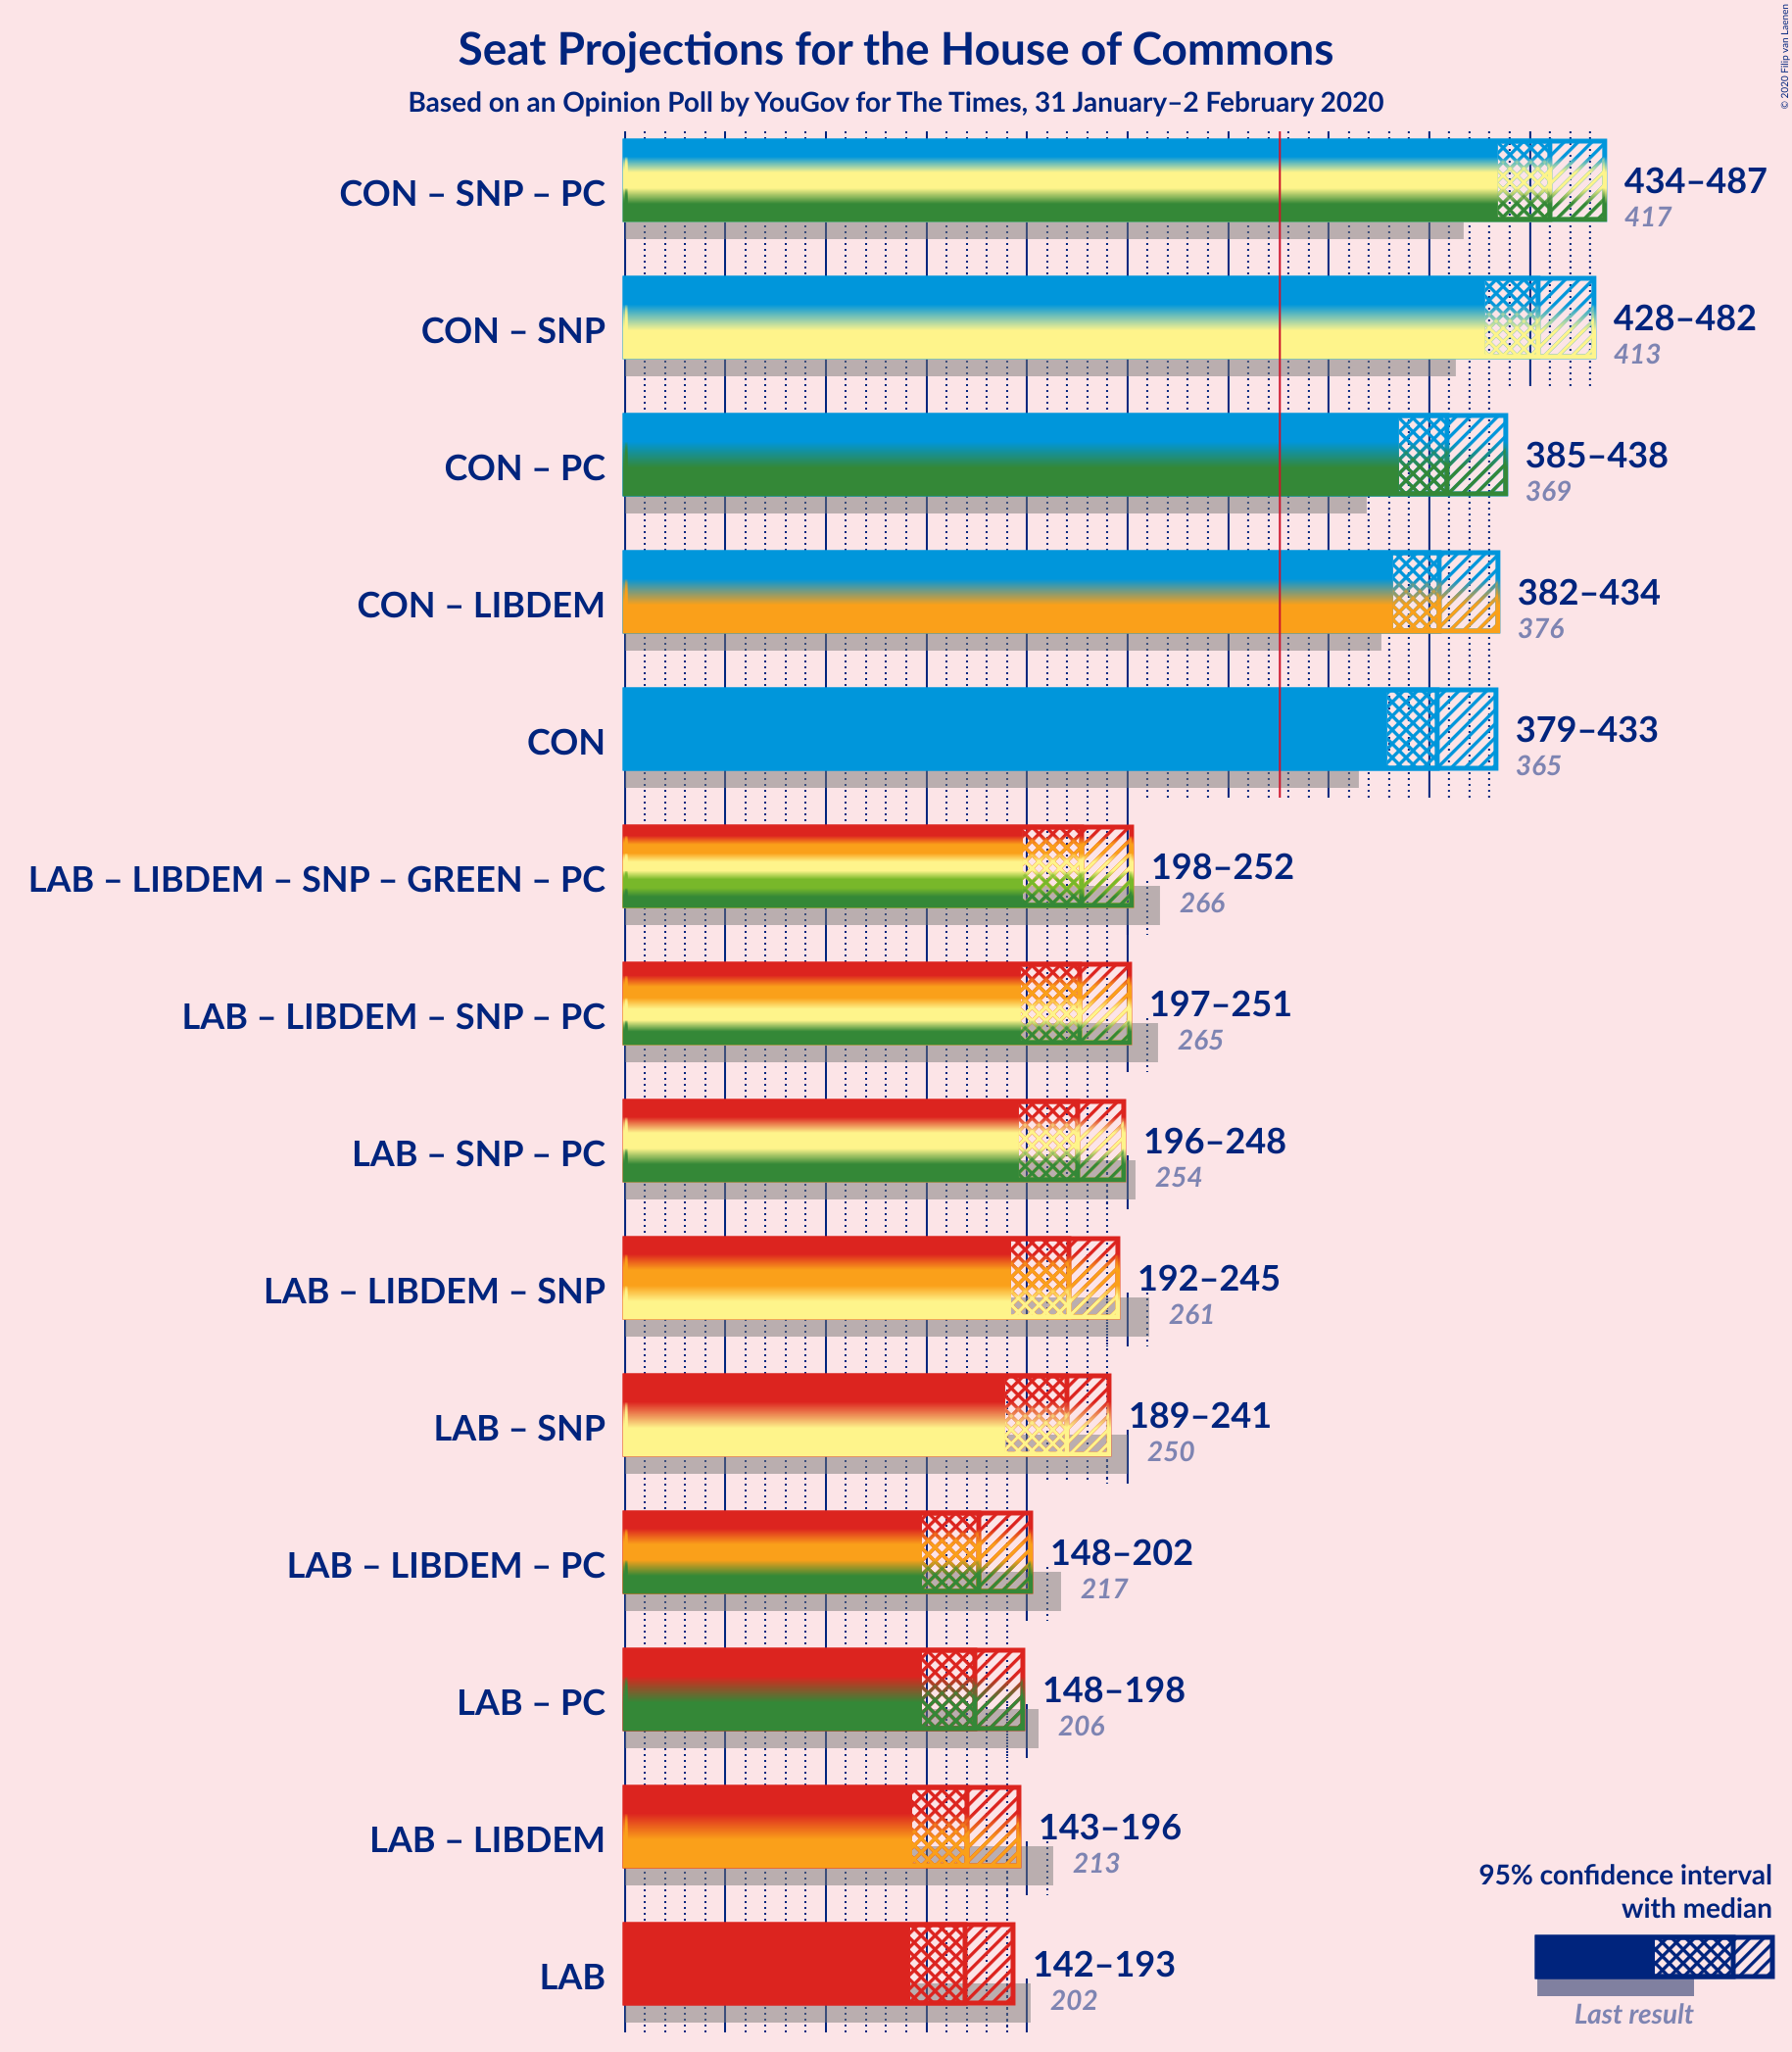 Seat Projections for the House of Commons
Based on an Opinion Poll by YouGov for The Times, 31 January–2 February 2020
© 2020 Filip van Laenen
CON – SNP – PC
434–487
417
CON – SNP
428–482
413
CON – PC
385–438
369
CON – LIBDEM
382–434
376
CON
379–433
365
LAB – LIBDEM – SNP – GREEN – PC
198–252
266
LAB – LIBDEM – SNP – PC
197–251
265
LAB – SNP – PC
196–248
254
LAB – LIBDEM – SNP
192–245
261
LAB – SNP
189–241
250
LAB – LIBDEM – PC
148–202
217
LAB – PC
148–198
206
LAB – LIBDEM
143–196
213
LAB
142–193
202
95% confidence interval
with median
Last result